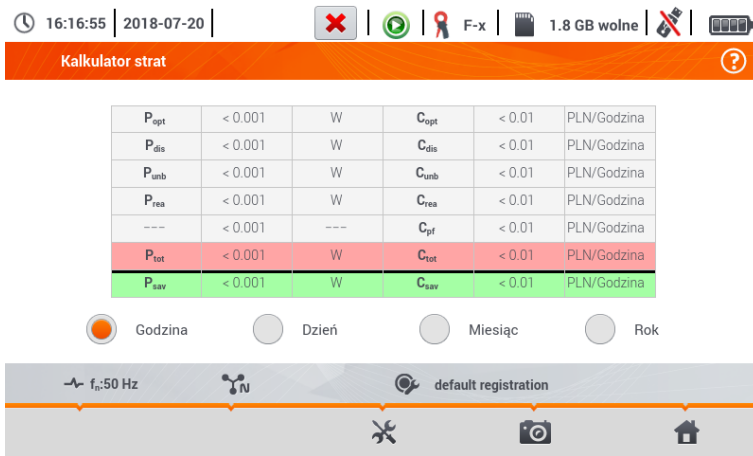 16:16:55 2018-07-20 F-x 1.8 GB wolne
Kalkulator strat ?
Popt < 0.001 W Copt < 0.01 PLN/Godzina
Pdis < 0.001 W Cdis < 0.01 PLN/Godzina
Punb < 0.001 W Cunb < 0.01 PLN/Godzina
Prea < 0.001 W Crea < 0.01 PLN/Godzina
--- < 0.001 --- Cpf < 0.01 PLN/Godzina
Ptot < 0.001 W Ctot < 0.01 PLN/Godzina
Psav < 0.001 W Csav < 0.01 PLN/Godzina
Godzina Dzień Miesiąc Rok
fn:50 Hz N default registration